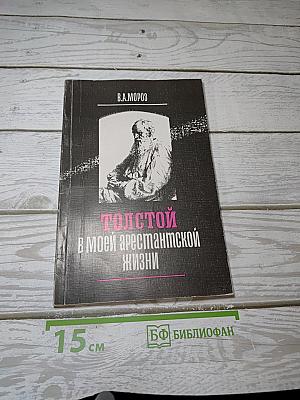 В.А.МОРОЗ
ТОЛСТОЙ
В МОЕЙ АРЕСТАНТСКОЙ
ЖИЗНИ
15 СМ
БФ БИБЛИОФАН